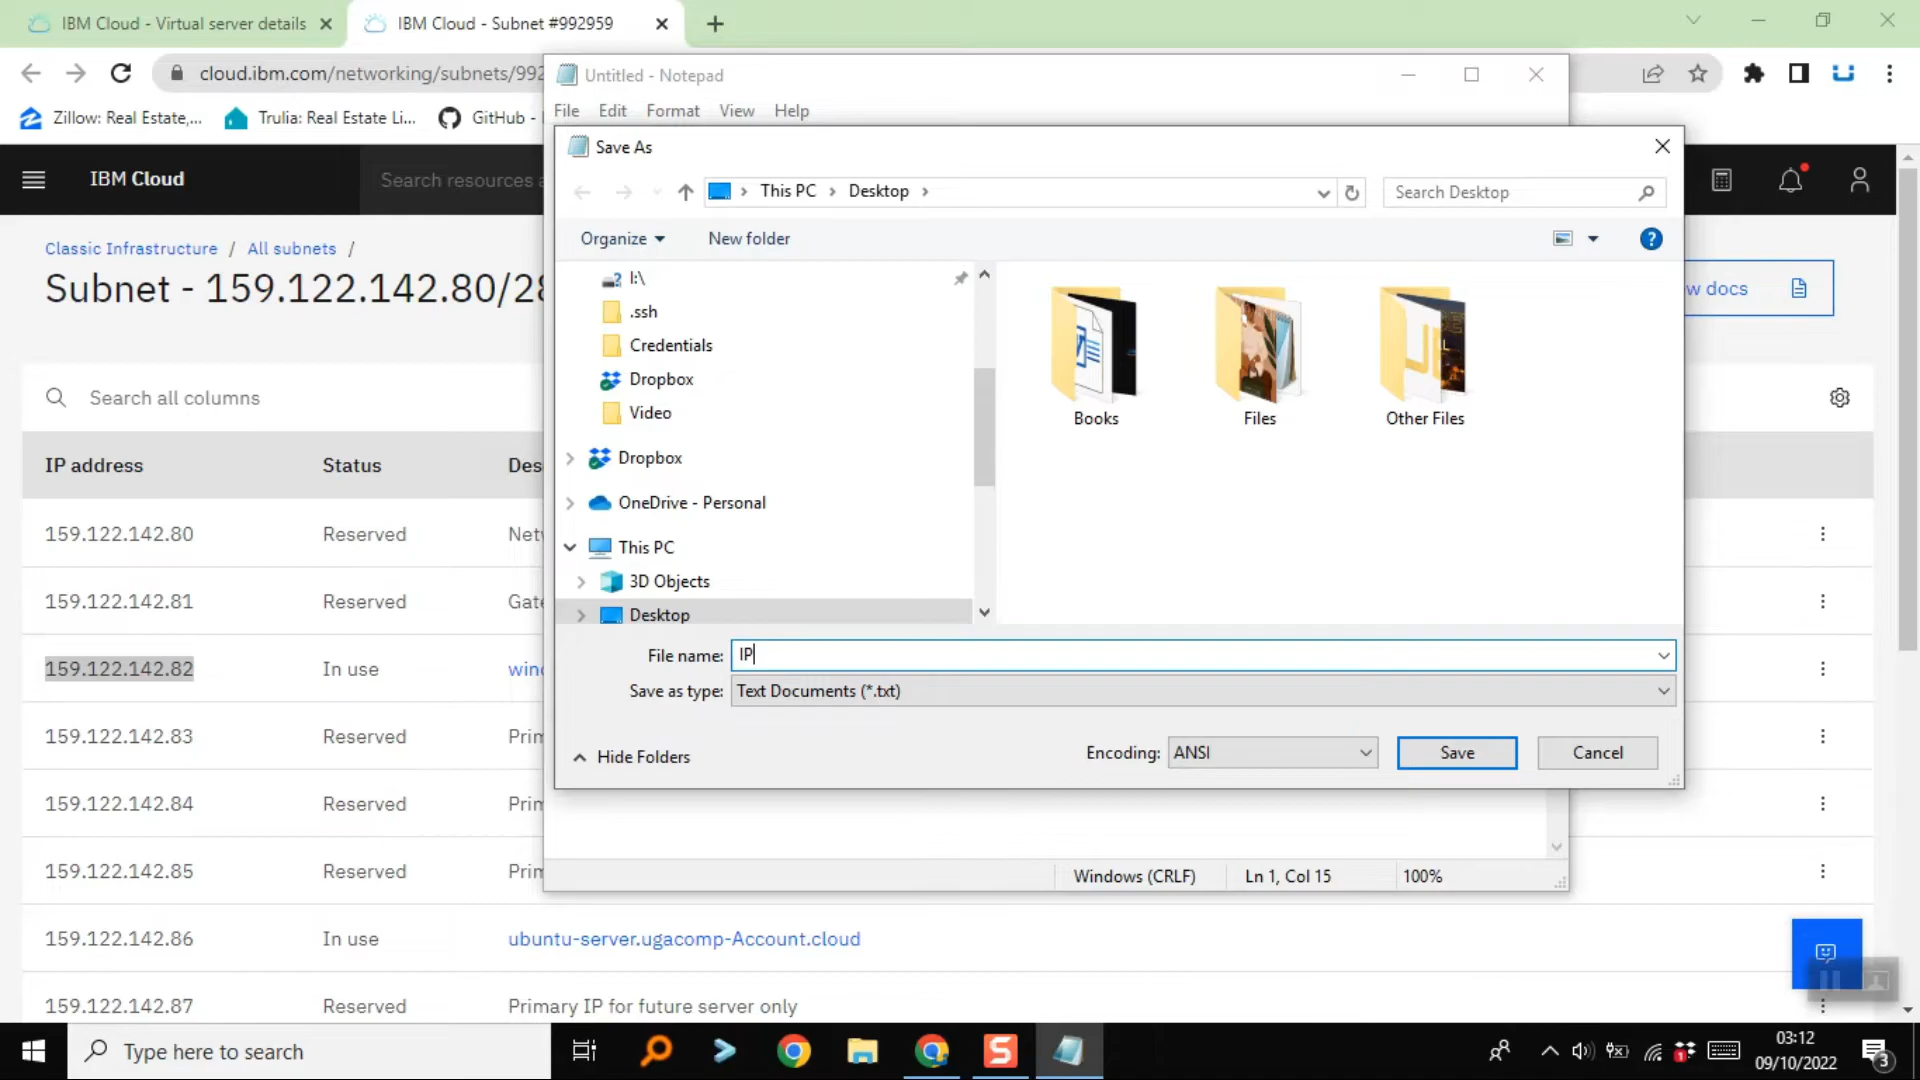 IBM Cloud - Virtual server details
IBM Cloud - Subnet #992959
cloud.ibm.com/networking/subnets/992
Untitled - Notepad
Zillow: Real Estate,...
Trulia: Real Estate Li...
GitHub -
File Edit Format View Help
Save As
IBM Cloud
Search resources a
This PC
Desktop
Search Desktop
Organize
New folder
Classic Infrastructure / All subnets /
Subnet - 159.122.142.80/28
w docs
I:\
.ssh
Credentials
Dropbox
Video
Dropbox
OneDrive - Personal
This PC
3D Objects
Desktop
Books
Files
Other Files
Search all columns
IP address Status Des
159.122.142.80 Reserved Netw
159.122.142.81 Reserved Gate
159.122.142.82 In use wind
159.122.142.83 Reserved Prim
159.122.142.84 Reserved Prim
159.122.142.85 Reserved Prim
159.122.142.86 In use ubuntu-server.ugacomp-Account.cloud
159.122.142.87 Reserved Primary IP for future server only
File name: IP
Save as type: Text Documents (*.txt)
Hide Folders
Encoding: ANSI
Save
Cancel
Windows (CRLF)
Ln 1, Col 15
100%
Type here to search
1
03:12
09/10/2022
3